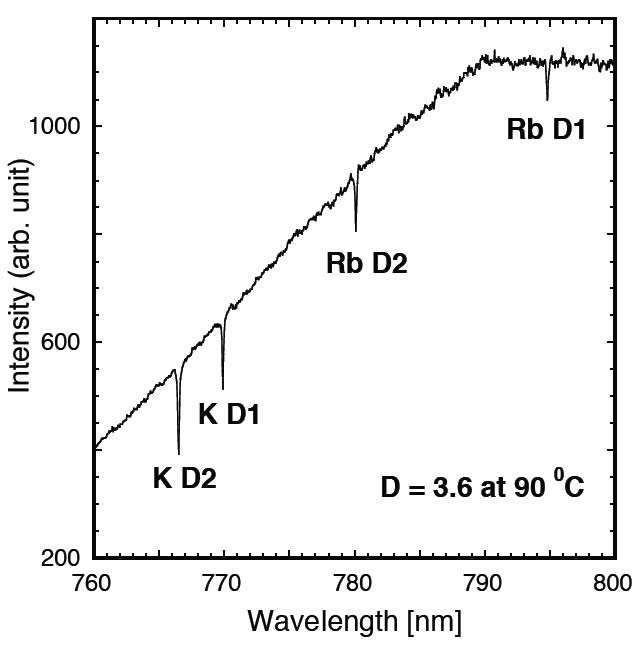 1000
600
200
Intensity (arb. unit)
Rb D1
Rb D2
K D1
K D2
D = 3.6 at 90 ⁰C
760 770 780 790 800
Wavelength [nm]